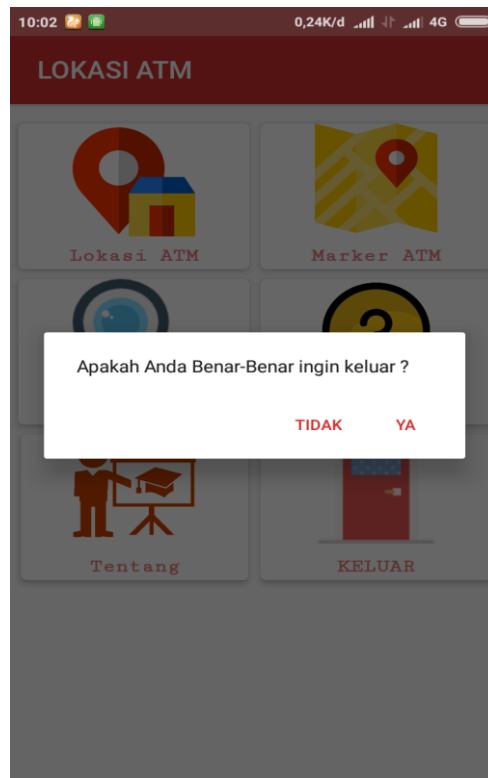 10:02
0,24K/d
4G
LOKASI ATM
Lokasi ATM
Marker ATM
?
Apakah Anda Benar-Benar ingin keluar ?
TIDAK
YA
Tentang
KELUAR